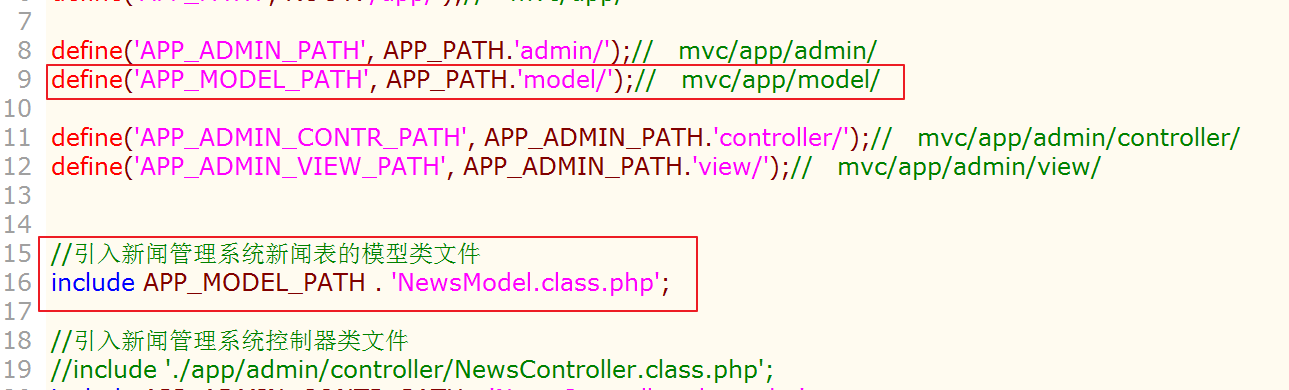 7
8 define('APP_ADMIN_PATH', APP_PATH.'admin/');// mvc/app/admin/
9 define('APP_MODEL_PATH', APP_PATH.'model/');// mvc/app/model/
10
11 define('APP_ADMIN_CONTR_PATH', APP_ADMIN_PATH.'controller/');// mvc/app/admin/controller/
12 define('APP_ADMIN_VIEW_PATH', APP_ADMIN_PATH.'view/');// mvc/app/admin/view/
13
14
15 //引入新闻管理系统新闻表的模型类文件
16 include APP_MODEL_PATH . 'NewsModel.class.php';
17
18 //引入新闻管理系统控制器类文件
19 //include './app/admin/controller/NewsController.class.php';